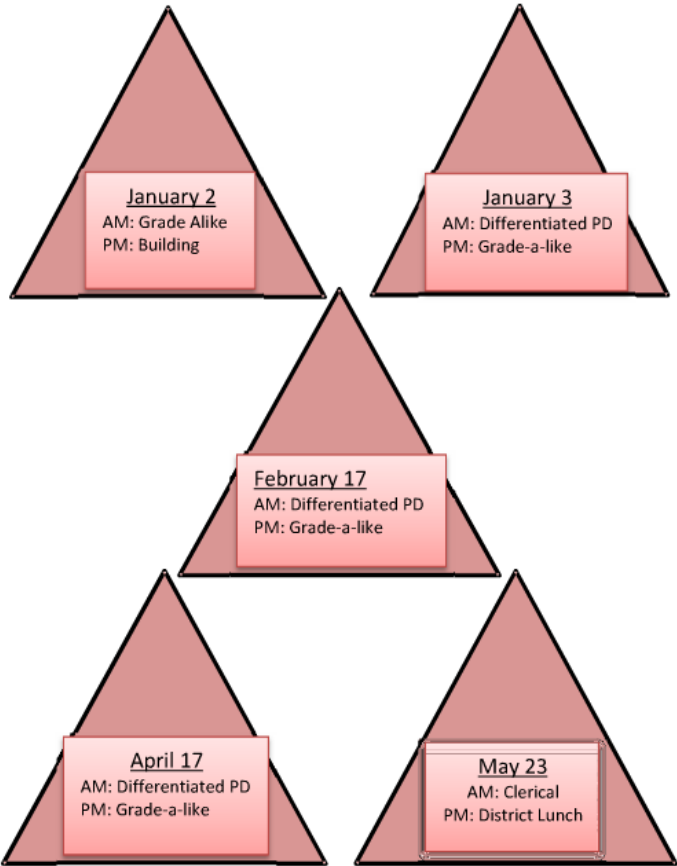 January 2
AM: Grade Alike
PM: Building
January 3
AM: Differentiated PD
PM: Grade-a-like
February 17
AM: Differentiated PD
PM: Grade-a-like
April 17
AM: Differentiated PD
PM: Grade-a-like
May 23
AM: Clerical
PM: District Lunch